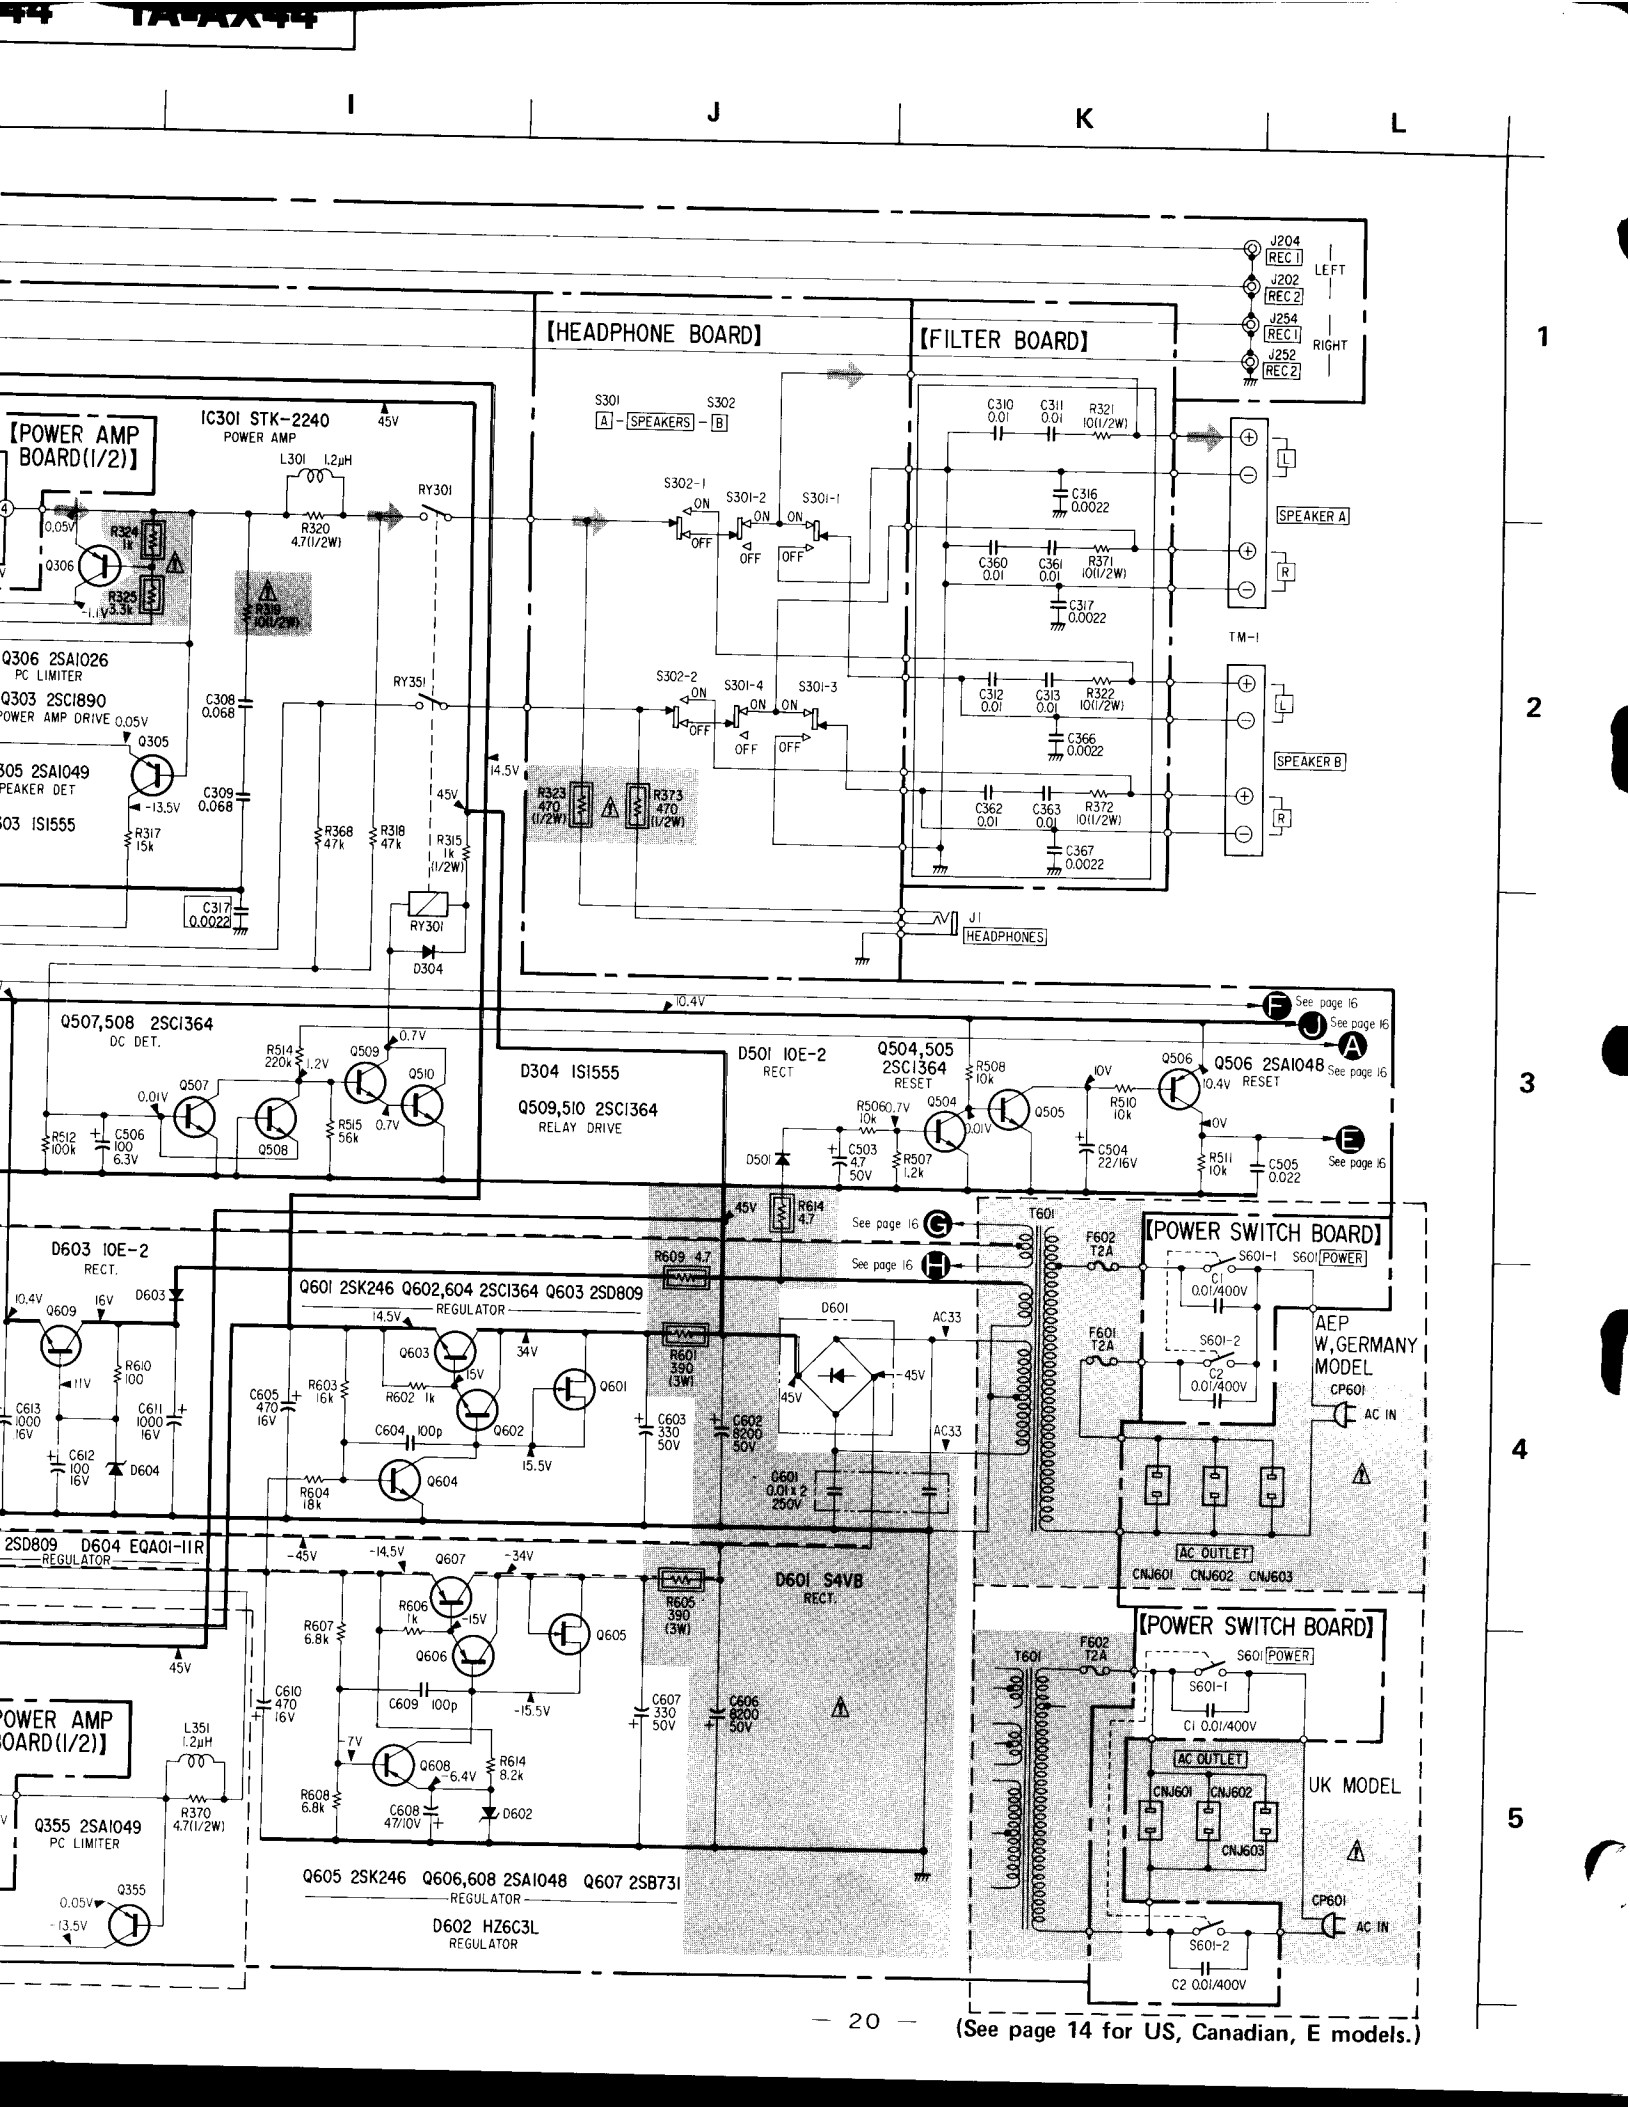 TA-AX44
I
J
K
L
1
2
3
4
5
J204
REC 1
LEFT
J202
REC 2
J254
REC 1
RIGHT
J252
REC 2
[HEADPHONE BOARD]
[FILTER BOARD]
[POWER AMP
BOARD(1/2)]
IC301 STK-2240
POWER AMP
45V
L301 1.2μH
R320
4.7(1/2W)
RY301
S301 S302
A - SPEAKERS - B
S302-1
ON
OFF
S301-2
ON
OFF
S301-1
ON
OFF
C310
0.01
C311
0.01
R321
10(1/2W)
C316
0.0022
L
SPEAKER A
C360
0.01
C361
0.01
R371
10(1/2W)
R
C317
0.0022
TM-1
4
0.05V
R324
1k
Q306
R325
3.3k
-1.1V
R319
10(1/2W)
Q306 2SA1026
PC LIMITER
Q303 2SC1890
POWER AMP DRIVE
0.05V
Q305
305 2SA1049
PEAKER DET
-13.5V
303 1S1555
R317
15k
C308
0.068
C309
0.068
RY351
R368
47k
R318
47k
R315
1k
(1/2W)
45V
14.5V
C317
0.0022
RY301
D304
S302-2
ON
OFF
S301-4
ON
OFF
S301-3
OFF
C312
0.01
C313
0.01
R322
10(1/2W)
L
C366
0.0022
SPEAKER B
C362
0.01
C363
0.01
R372
10(1/2W)
R
C367
0.0022
R323
470
(1/2W)
R373
470
(1/2W)
J1
HEADPHONES
10.4V
F See page 16
J See page 16
A
See page 16
Q507,508 2SC1364
DC DET.
R514
220k
1.2V
Q509
0.7V
Q510
0.7V
Q507
0.01V
Q508
R512
100k
C506
100
6.3V
R515
56k
D304 1S1555
Q509,510 2SC1364
RELAY DRIVE
D501 10E-2
RECT
Q504,505
2SC1364
RESET
R508
10k
10V
Q506
Q506 2SA1048
RESET
10.4V
R506
10k
0.7V
Q504
0.01V
Q505
R510
10k
0V
D501
C503
4.7
50V
R507
1.2k
C504
22/16V
R511
10k
C505
0.022
E
See page 16
45V
R614
4.7
See page 16 G
See page 16 H
T601
F602
T2A
[POWER SWITCH BOARD]
S601-1
S601 POWER
C1
0.01/400V
F601
T2A
S601-2
C2
0.01/400V
AEP
W,GERMANY
MODEL
CP601
AC IN
AC OUTLET
CNJ601 CNJ602 CNJ603
D603 10E-2
RECT.
R609 4.7
Q601 2SK246 Q602,604 2SC1364 Q603 2SD809
REGULATOR
10.4V
Q609
16V
D603
14.5V
Q603
34V
15V
R601
390
(3W)
D601
AC33
45V
-45V
Q601
R610
100
11V
C613
1000
16V
C611
1000
16V
C612
100
16V
D604
C605
470
16V
R603
16k
R602 1k
C604 100p
Q602
15.5V
R604
18k
Q604
C603
330
50V
C602
8200
50V
AC33
C601
0.01×2
250V
2SD809 D604 EQA01-11R
REGULATOR
-45V
-14.5V
Q607
-34V
D601 S4VB
RECT.
R606
1k
-15V
R605
390
(3W)
R607
6.8k
Q606
Q605
C610
470
16V
C609 100p
-15.5V
C607
330
50V
C606
8200
50V
45V
-7V
Q608
-6.4V
R614
8.2k
R608
6.8k
C608
47/10V
D602
POWER AMP
BOARD(1/2)]
L351
1.2μH
R370
4.7(1/2W)
Q355 2SA1049
PC LIMITER
0.05V
-13.5V
Q355
Q605 2SK246 Q606,608 2SA1048 Q607 2SB731
REGULATOR
D602 HZ6C3L
REGULATOR
T601
F602
T2A
[POWER SWITCH BOARD]
S601 POWER
S601-1
C1 0.01/400V
AC OUTLET
CNJ601 CNJ602
CNJ603
UK MODEL
CP601
AC IN
S601-2
C2 0.01/400V
— 20 —
(See page 14 for US, Canadian, E models.)